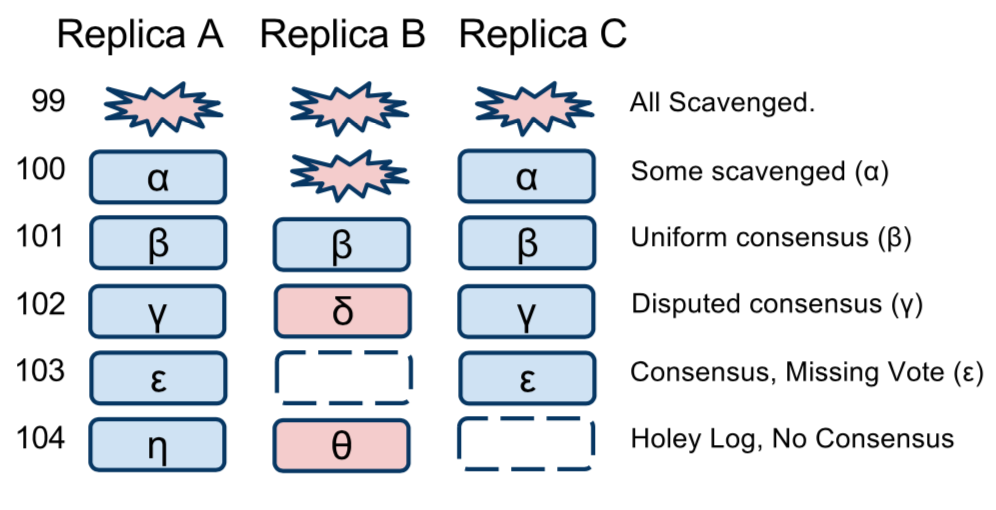 Replica A Replica B Replica C
99 All Scavenged.
100 α α Some scavenged (α)
101 β β β Uniform consensus (β)
102 γ δ γ Disputed consensus (γ)
103 ε ε Consensus, Missing Vote (ε)
104 η θ Holey Log, No Consensus